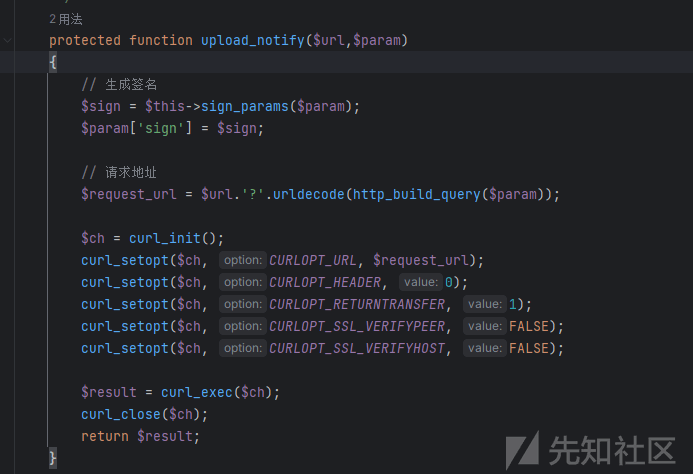 2用法
protected function upload_notify($url,$param)
{
// 生成签名
$sign = $this->sign_params($param);
$param['sign'] = $sign;
// 请求地址
$request_url = $url.'?'.urldecode(http_build_query($param));
$ch = curl_init();
curl_setopt($ch, option: CURLOPT_URL, $request_url);
curl_setopt($ch, option: CURLOPT_HEADER, value: 0);
curl_setopt($ch, option: CURLOPT_RETURNTRANSFER, value: 1);
curl_setopt($ch, option: CURLOPT_SSL_VERIFYPEER, value: FALSE);
curl_setopt($ch, option: CURLOPT_SSL_VERIFYHOST, value: FALSE);
$result = curl_exec($ch);
curl_close($ch);
return $result;
}
先知社区